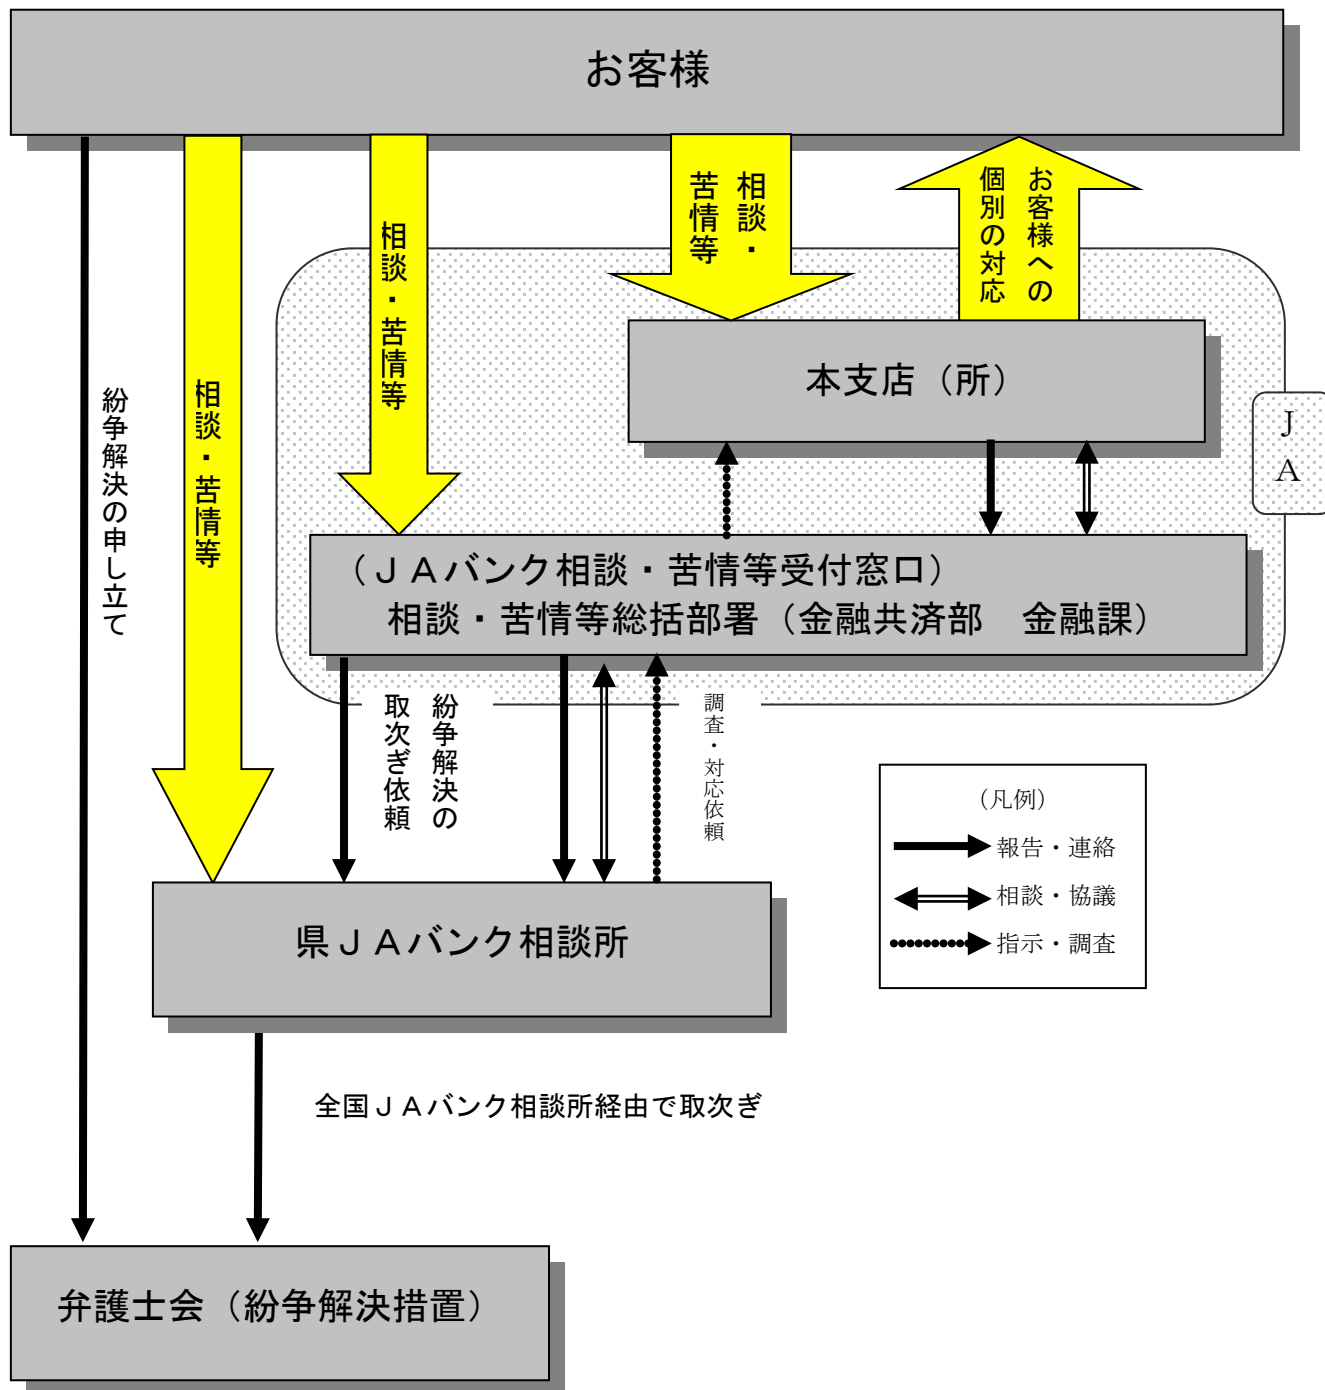 お客様
相談・
苦情等
お客様への
個別の対応
相談・苦情等
相談・苦情等
紛争解決の申し立て
本支店（所）
ＪＡ
（ＪＡバンク相談・苦情等受付窓口）
相談・苦情等総括部署（金融共済部　金融課）
紛争解決の
取次ぎ依頼
調査・対応依頼
（凡例）
報告・連絡
相談・協議
指示・調査
県ＪＡバンク相談所
全国ＪＡバンク相談所経由で取次ぎ
弁護士会（紛争解決措置）